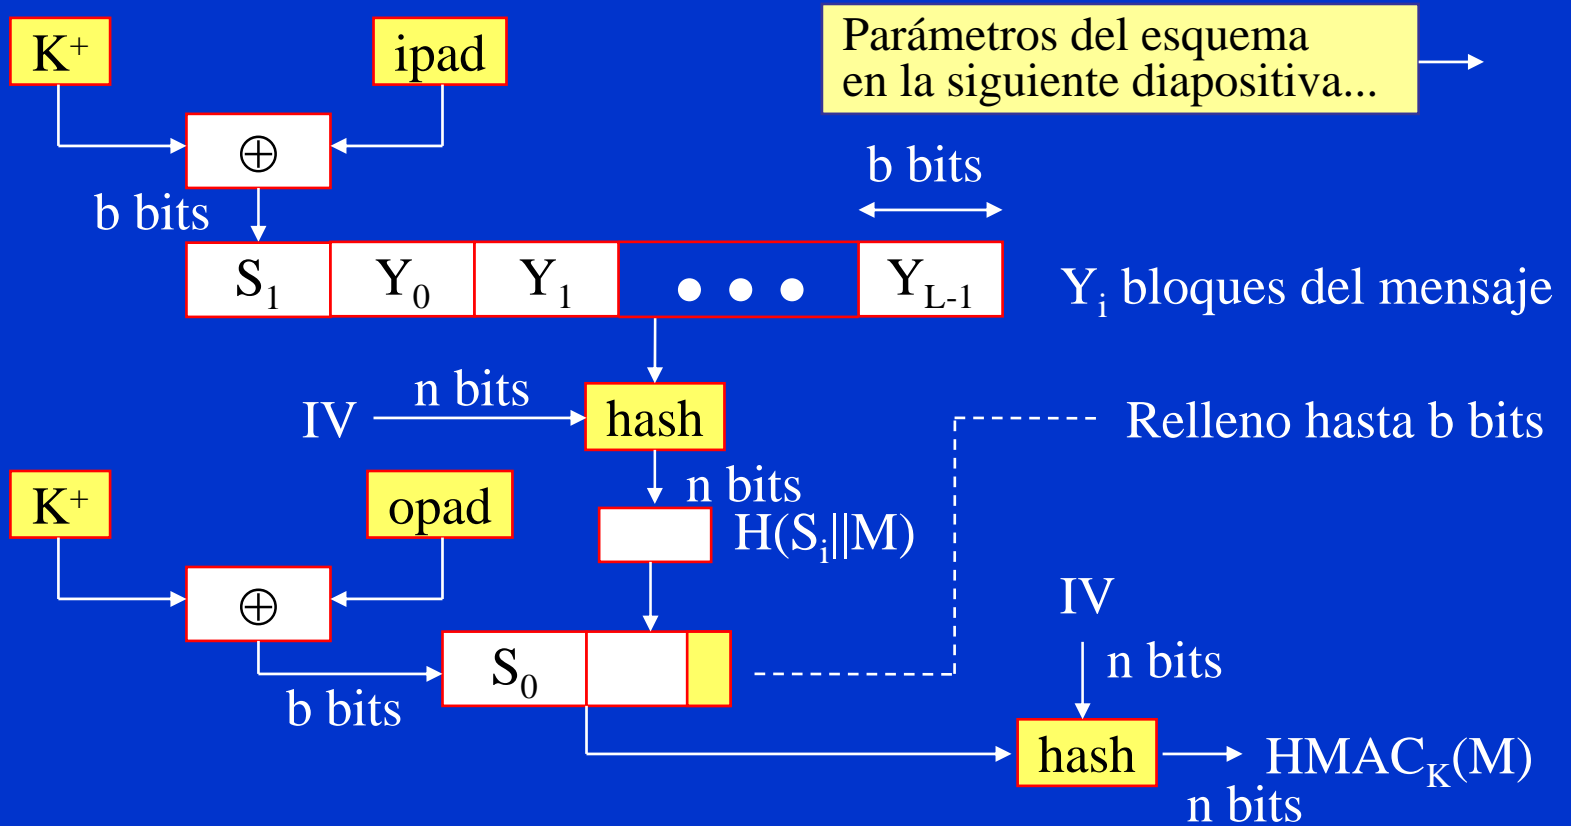 K+
ipad
Parámetros del esquema
en la siguiente diapositiva...
⊕
b bits
b bits
S1
Y0
Y1
• • •
YL-1
Yi bloques del mensaje
IV
n bits
hash
Relleno hasta b bits
K+
opad
n bits
H(Si||M)
⊕
IV
S0
n bits
b bits
hash
HMACK(M)
n bits